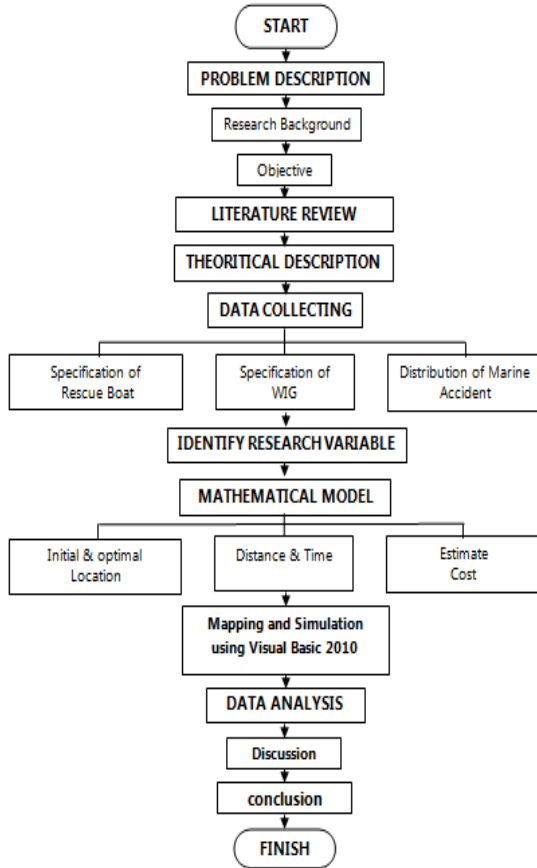 START
PROBLEM DESCRIPTION
Research Background
Objective
LITERATURE REVIEW
THEORITICAL DESCRIPTION
DATA COLLECTING
Specification of
Rescue Boat
Specification of
WIG
Distribution of Marine
Accident
IDENTIFY RESEARCH VARIABLE
MATHEMATICAL MODEL
Initial & optimal
Location
Distance & Time
Estimate
Cost
Mapping and Simulation
using Visual Basic 2010
DATA ANALYSIS
Discussion
conclusion
FINISH